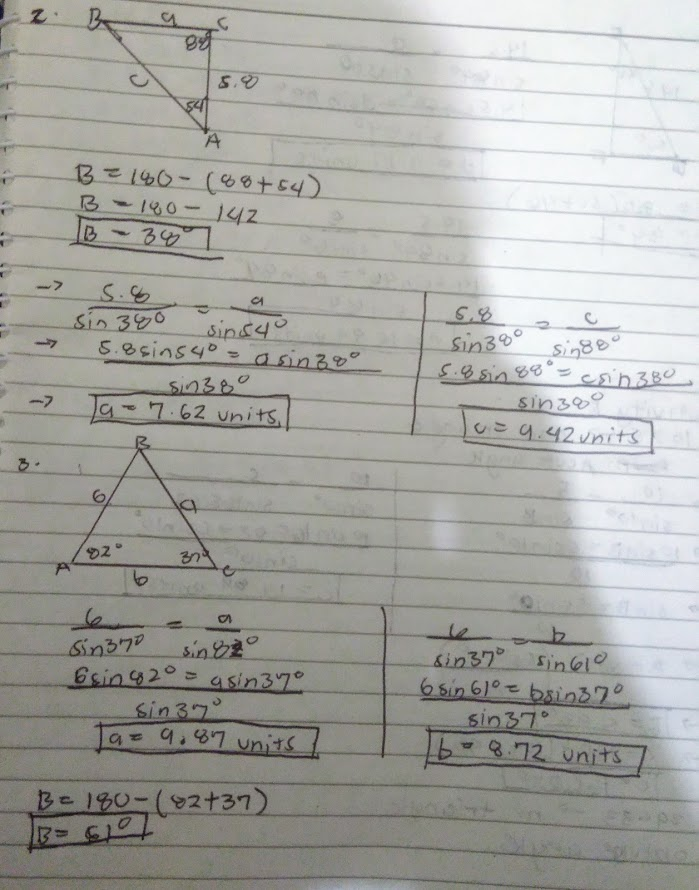 2.
B a C
88°
c 5.8
54
A
B = 180 - (88+54)
B = 180 - 142
B = 38°
→ 5.8 / sin38° = a / sin54°
→ 5.8sin54° = asin38°
sin38°
→ a = 7.62 units.
5.8 / sin38° = c / sin88°
5.8sin88° = csin38°
sin38°
c = 9.42 units
3.
B
6 a
A 82° 37° C
b
6 / sin37° = a / sin82°
6sin82° = asin37°
sin37°
a = 9.87 units
6 / sin37° = b / sin61°
6sin61° = bsin37°
sin37°
b = 8.72 units
B = 180 - (82+37)
B = 61°